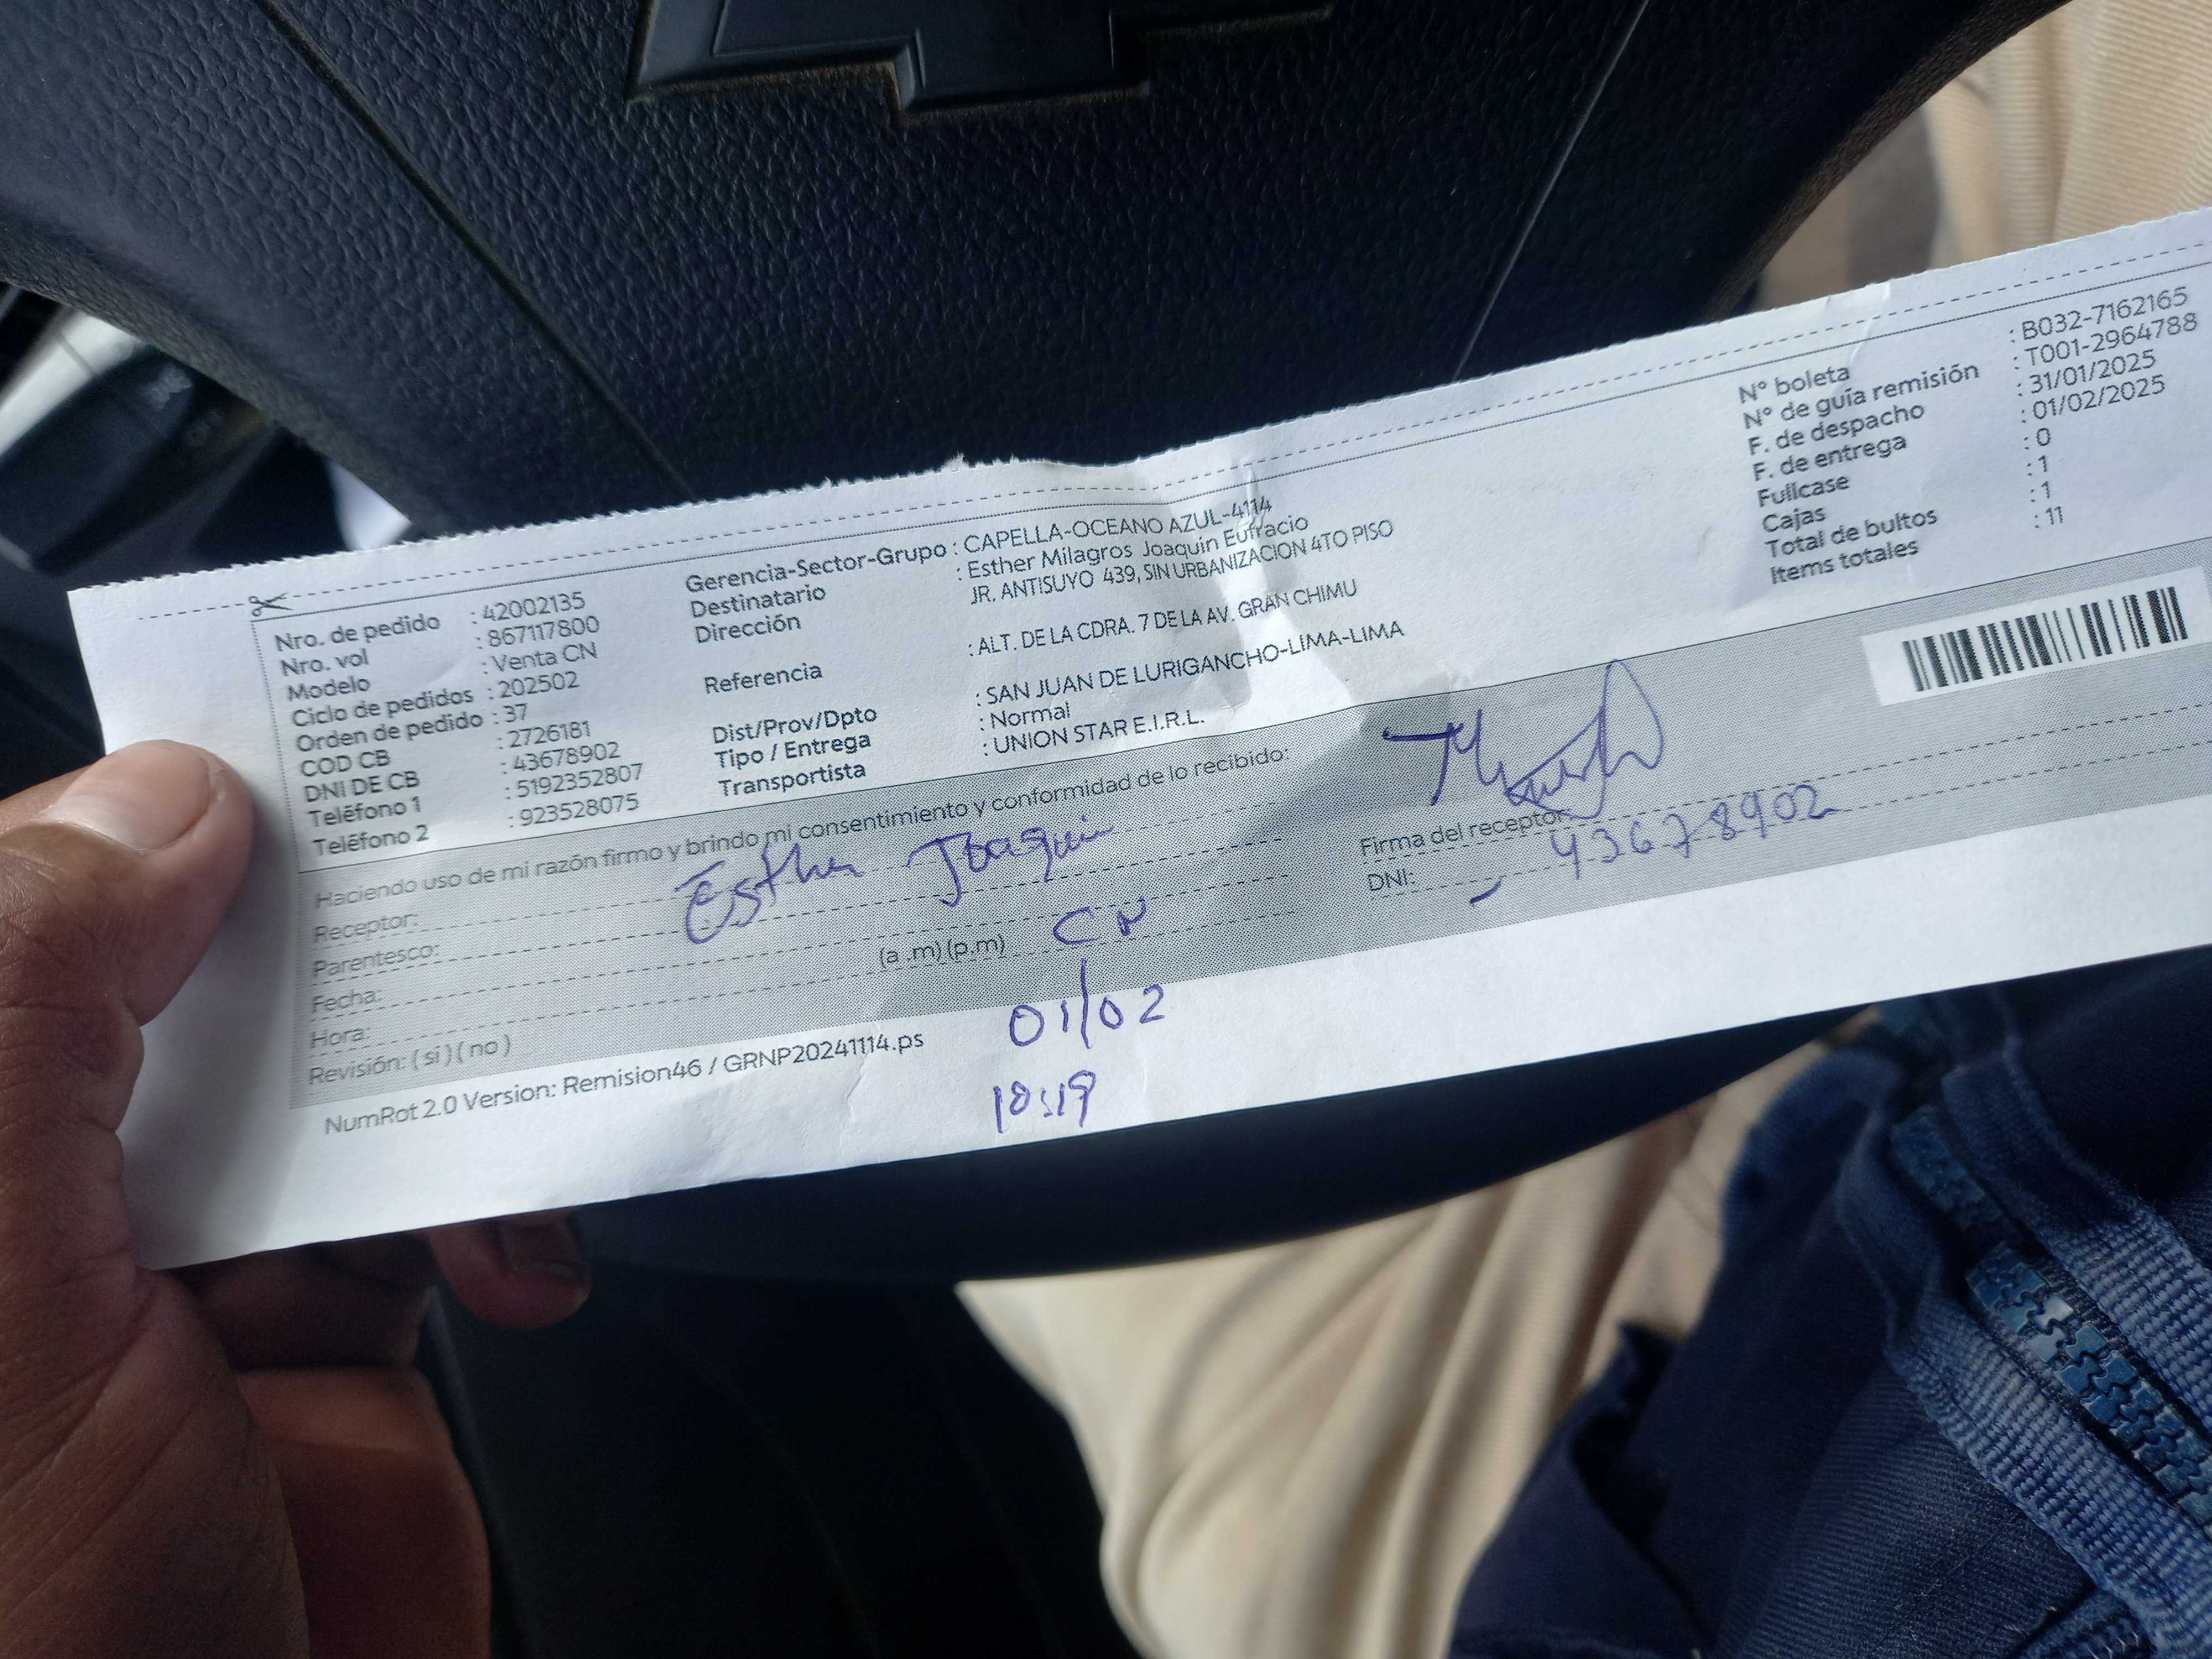 Nro. de pedido : 42002135
Nro. vol : 867117800
Modelo : Venta CN
Ciclo de pedidos : 202502
Orden de pedido : 37
COD CB : 2726181
DNI DE CB : 43678902
Teléfono 1 : 5192352807
Teléfono 2 : 923528075
Gerencia-Sector-Grupo : CAPELLA-OCEANO AZUL-4114
Destinatario : Esther Milagros Joaquín Eufracio
Dirección JR. ANTISUYO 439, SIN URBANIZACION 4TO PISO
Referencia : ALT. DE LA CDRA. 7 DE LA AV. GRAN CHIMU
Dist/Prov/Dpto : SAN JUAN DE LURIGANCHO-LIMA-LIMA
Tipo / Entrega : Normal
Transportista : UNION STAR E.I.R.L.
N° boleta : B032-7162165
N° de guía remisión : T001-2964788
F. de despacho : 31/01/2025
F. de entrega : 01/02/2025
Fullcase : 0
Cajas : 1
Total de bultos : 1
Items totales : 11
Haciendo uso de mi razón firmo y brindo mi consentimiento y conformidad de lo recibido:
Receptor: Esther Joaquin
Parentesco: CN
Fecha: 01/02
Hora: (a .m) (p.m) 10:19
Revisión: ( si ) ( no )
Firma del receptor
DNI: 43678902
NumRot 2.0 Version: Remision46 / GRNP20241114.ps